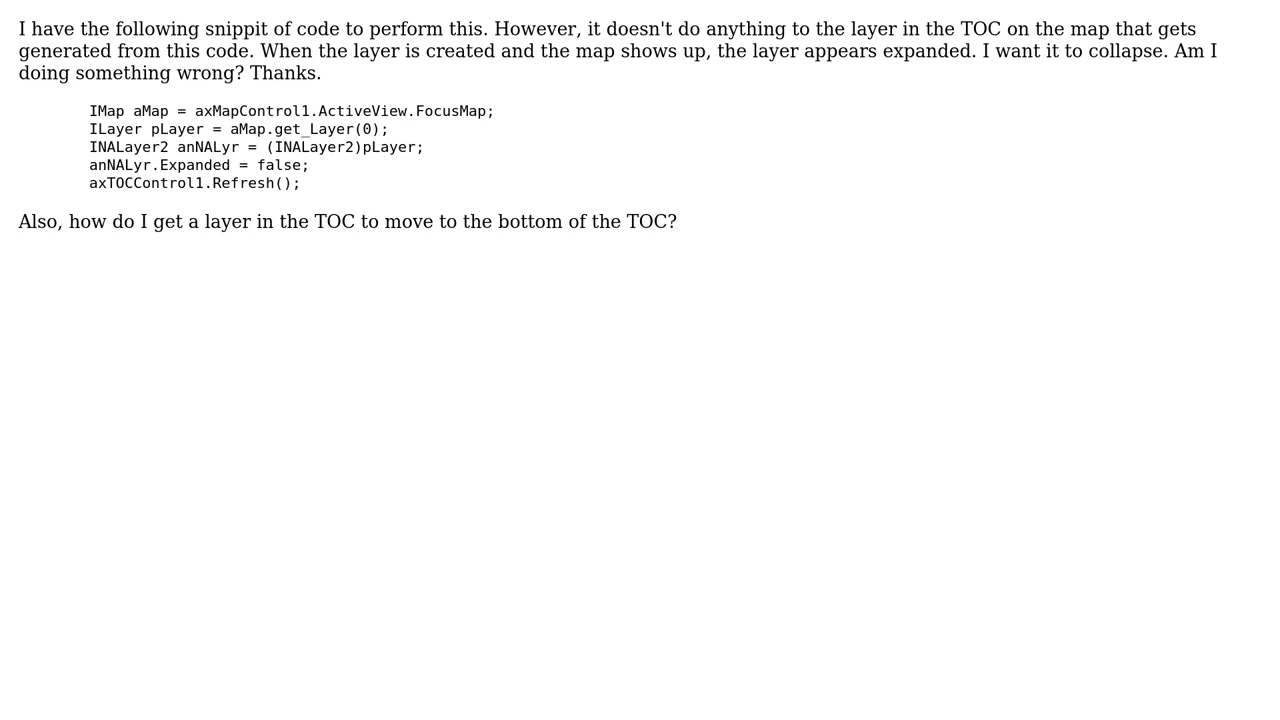 I have the following snippit of code to perform this. However, it doesn't do anything to the layer in the TOC on the map that gets
generated from this code. When the layer is created and the map shows up, the layer appears expanded. I want it to collapse. Am I
doing something wrong? Thanks.
IMap aMap = axMapControl1.ActiveView.FocusMap;
ILayer pLayer = aMap.get_Layer(0);
INALayer2 anNALyr = (INALayer2)pLayer;
anNALyr.Expanded = false;
axTOCControl1.Refresh();
Also, how do I get a layer in the TOC to move to the bottom of the TOC?